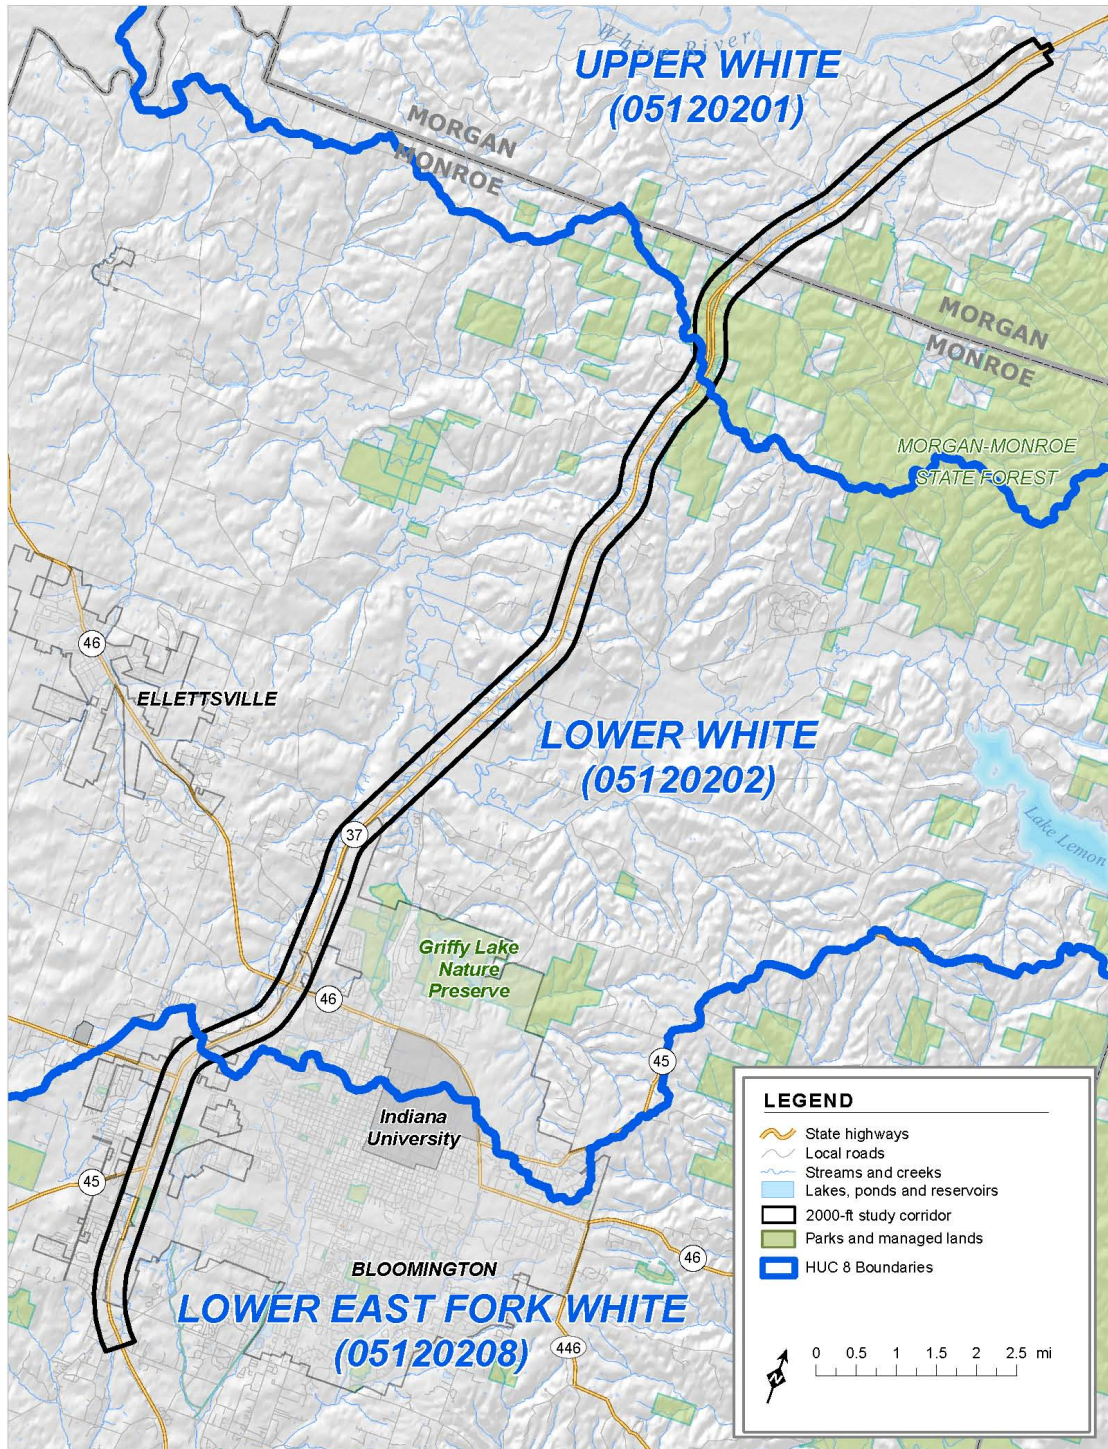 White River
UPPER WHITE
(05120201)
MORGAN
MONROE
MORGAN
MONROE
MORGAN-MONROE
STATE FOREST
46
ELLETTSVILLE
LOWER WHITE
(05120202)
Lake Lemon
37
Griffy Lake
Nature
Preserve
46
45
Indiana
University
45
46
BLOOMINGTON
LOWER EAST FORK WHITE
(05120208)
446
LEGEND
State highways
Local roads
Streams and creeks
Lakes, ponds and reservoirs
2000-ft study corridor
Parks and managed lands
HUC 8 Boundaries
N
0 0.5 1 1.5 2 2.5 mi